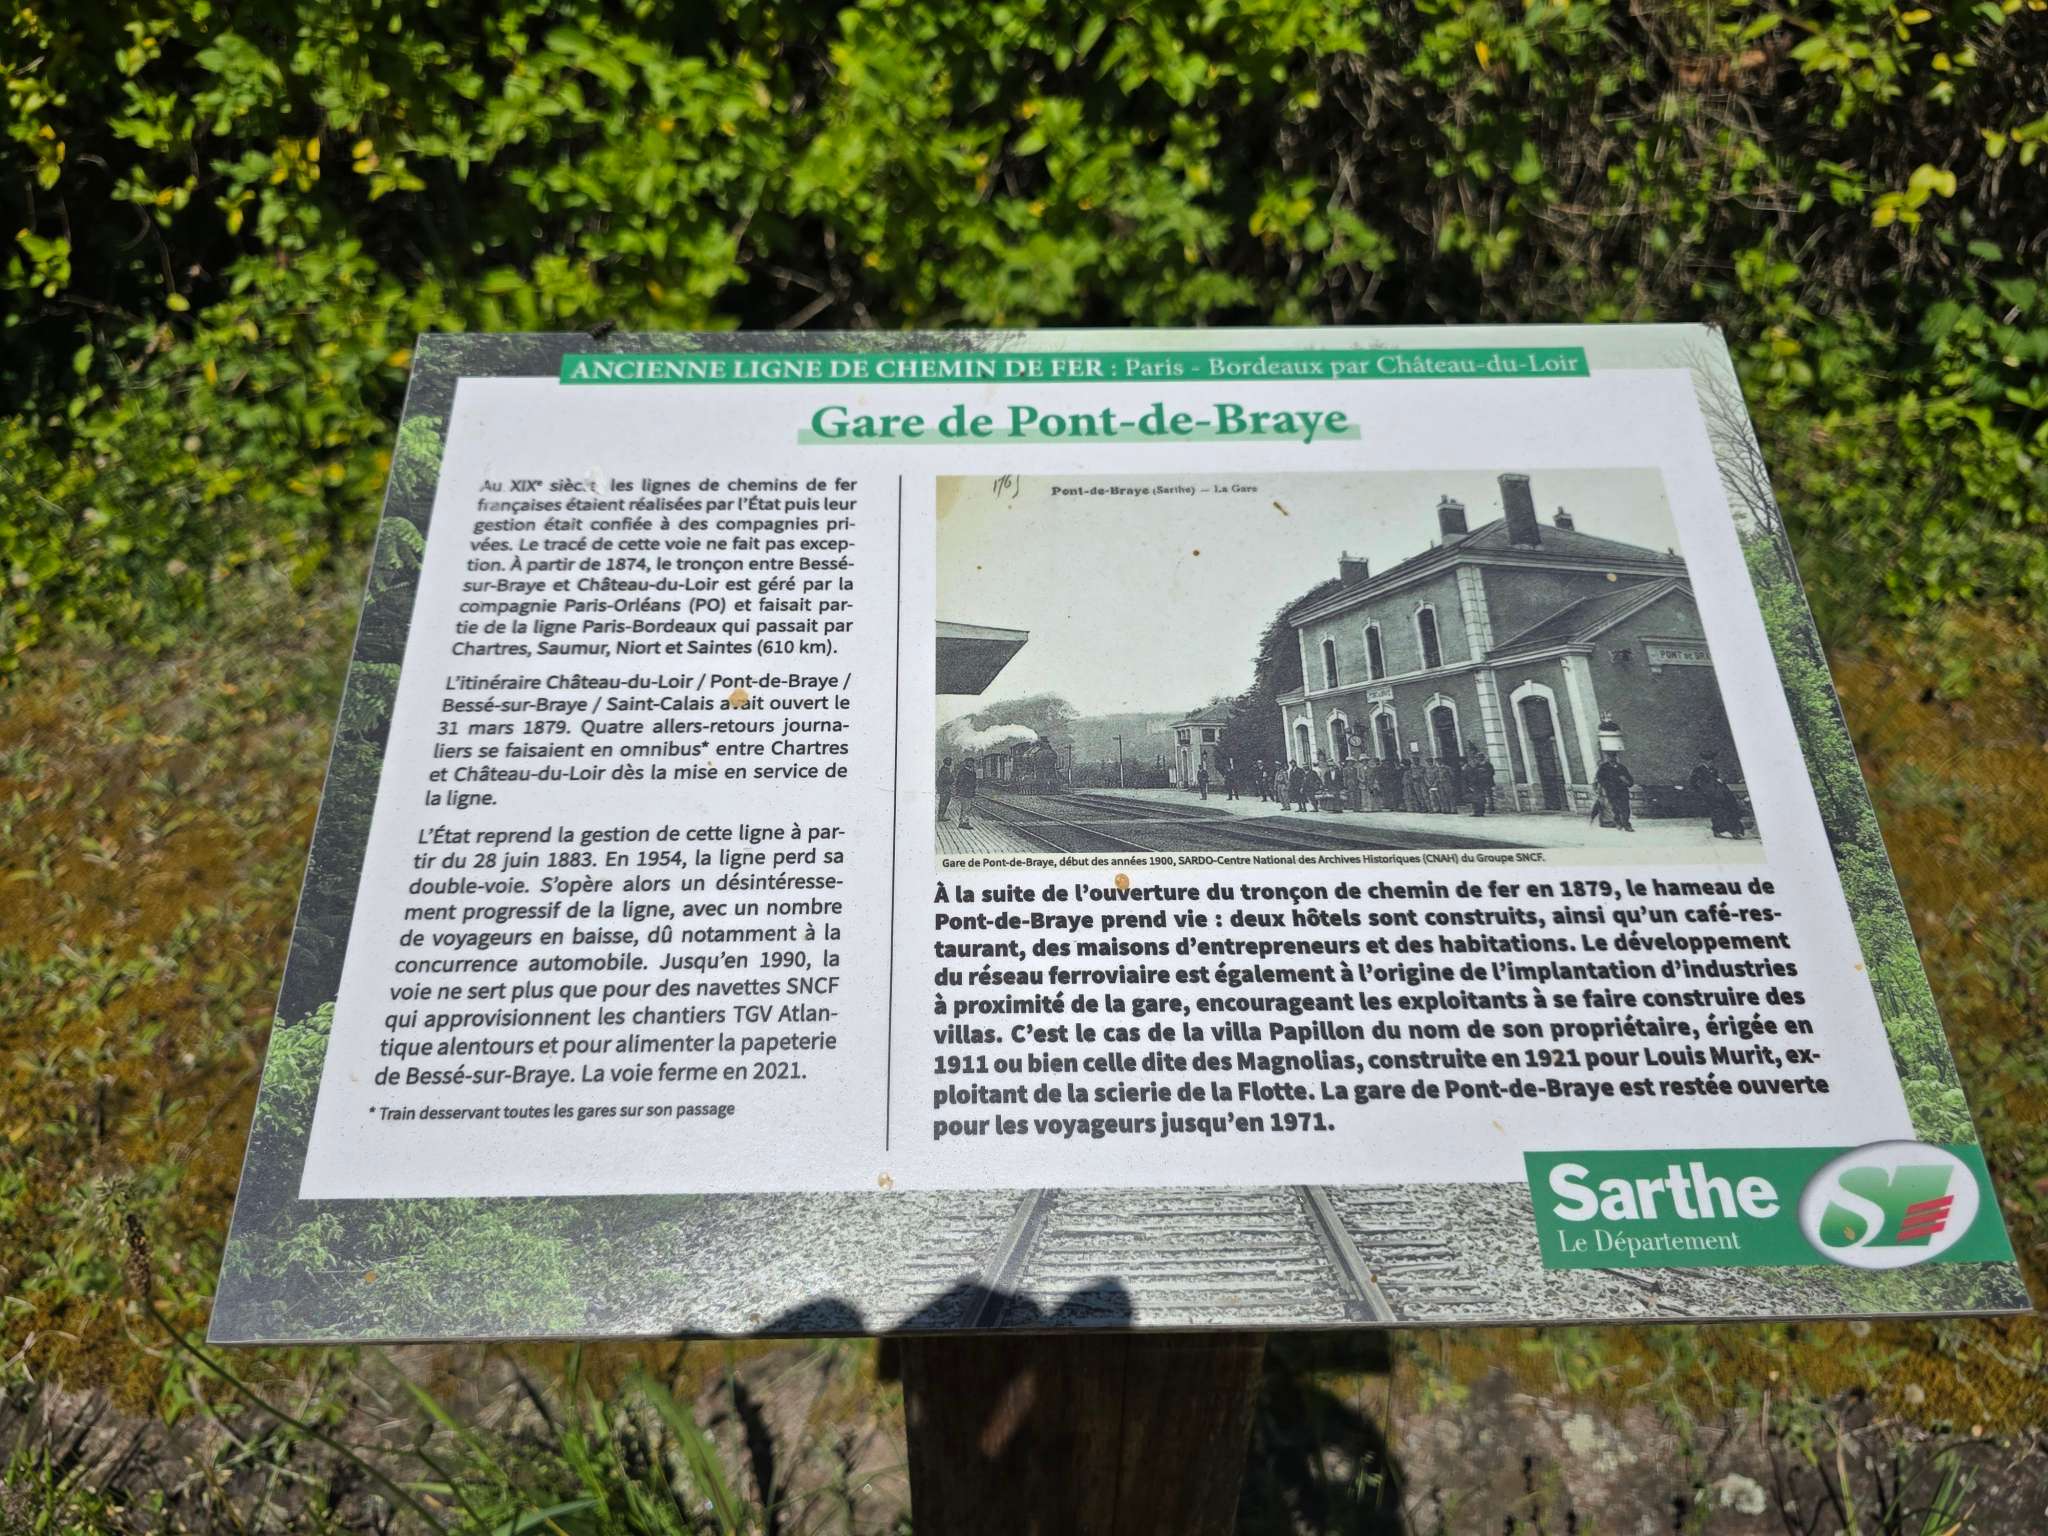 ANCIENNE LIGNE DE CHEMIN DE FER : Paris - Bordeaux par Château-du-Loir
Gare de Pont-de-Braye
Au XIXᵉ siècle, les lignes de chemins de fer
françaises étaient réalisées par l'État puis leur
gestion était confiée à des compagnies pri-
vées. Le tracé de cette voie ne fait pas excep-
tion. À partir de 1874, le tronçon entre Bessé-
sur-Braye et Château-du-Loir est géré par la
compagnie Paris-Orléans (PO) et faisait par-
tie de la ligne Paris-Bordeaux qui passait par
Chartres, Saumur, Niort et Saintes (610 km).
L'itinéraire Château-du-Loir / Pont-de-Braye /
Bessé-sur-Braye / Saint-Calais avait ouvert le
31 mars 1879. Quatre allers-retours journa-
liers se faisaient en omnibus* entre Chartres
et Château-du-Loir dès la mise en service de
la ligne.
L'État reprend la gestion de cette ligne à par-
tir du 28 juin 1883. En 1954, la ligne perd sa
double-voie. S'opère alors un désintéresse-
ment progressif de la ligne, avec un nombre
de voyageurs en baisse, dû notamment à la
concurrence automobile. Jusqu'en 1990, la
voie ne sert plus que pour des navettes SNCF
qui approvisionnent les chantiers TGV Atlan-
tique alentours et pour alimenter la papeterie
de Bessé-sur-Braye. La voie ferme en 2021.
* Train desservant toutes les gares sur son passage
Pont-de-Braye (Sarthe) – La Gare
PONT DE BRA
Gare de Pont-de-Braye, début des années 1900, SARDO-Centre National des Archives Historiques (CNAH) du Groupe SNCF.
À la suite de l'ouverture du tronçon de chemin de fer en 1879, le hameau de
Pont-de-Braye prend vie : deux hôtels sont construits, ainsi qu'un café-res-
taurant, des maisons d'entrepreneurs et des habitations. Le développement
du réseau ferroviaire est également à l'origine de l'implantation d'industries
à proximité de la gare, encourageant les exploitants à se faire construire des
villas. C'est le cas de la villa Papillon du nom de son propriétaire, érigée en
1911 ou bien celle dite des Magnolias, construite en 1921 pour Louis Murit, ex-
ploitant de la scierie de la Flotte. La gare de Pont-de-Braye est restée ouverte
pour les voyageurs jusqu'en 1971.
Sarthe
Le Département